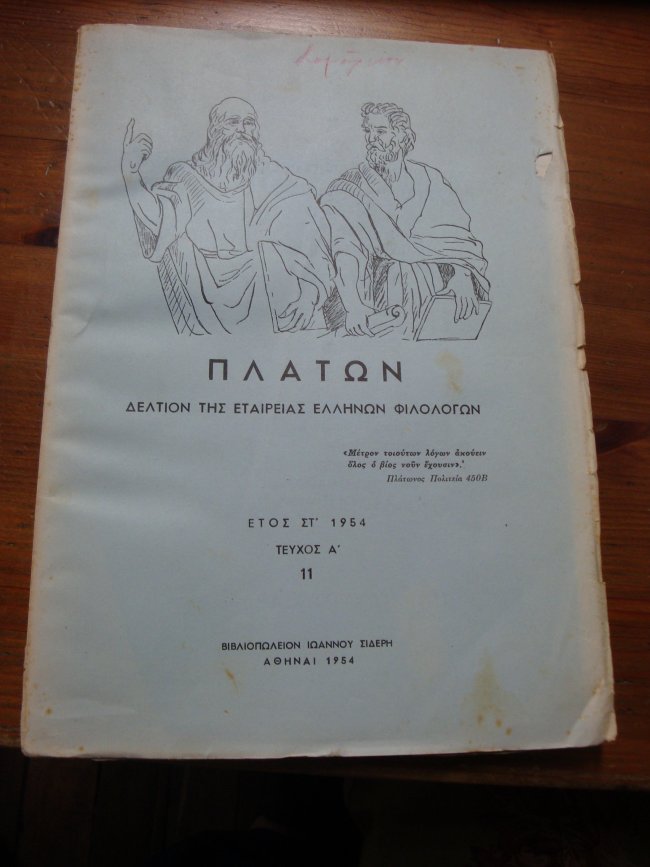 ΠΛΑΤΩΝ
ΔΕΛΤΙΟΝ ΤΗΣ ΕΤΑΙΡΕΙΑΣ ΕΛΛΗΝΩΝ ΦΙΛΟΛΟΓΩΝ
«Μέτρον τοιούτων λόγων ἀκούειν
ὅλος ὁ βίος νοῦν ἔχουσιν».
Πλάτωνος Πολιτεία 450Β
ΕΤΟΣ ΣΤ' 1954
ΤΕΥΧΟΣ Α'
11
ΒΙΒΛΙΟΠΩΛΕΙΟΝ ΙΩΑΝΝΟΥ ΣΙΔΕΡΗ
ΑΘΗΝΑΙ 1954